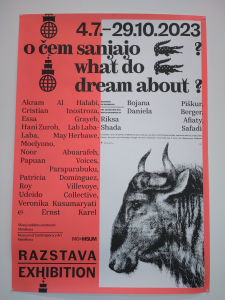 4.7.–29.10.2023
o čem sanjajo ?
what do
dream about ?
Akram Al Halabi,
Cristian Inostroza,
Essa Grayeb,
Hani Zurob, Lab Laba-
Laba, May Herbawe,
Moelyono,
Noor Abuarafeh,
Papuan Voices,
Paraparabuku,
Patricia Domínguez,
Roy Villevoye,
Udeido Collective,
Veronika Kusumaryati
& Ernst Karel
Bojana Piškur,
Daniela Berger,
Riksa Afiaty,
Shada Safadi
RAZSTAVA
EXHIBITION